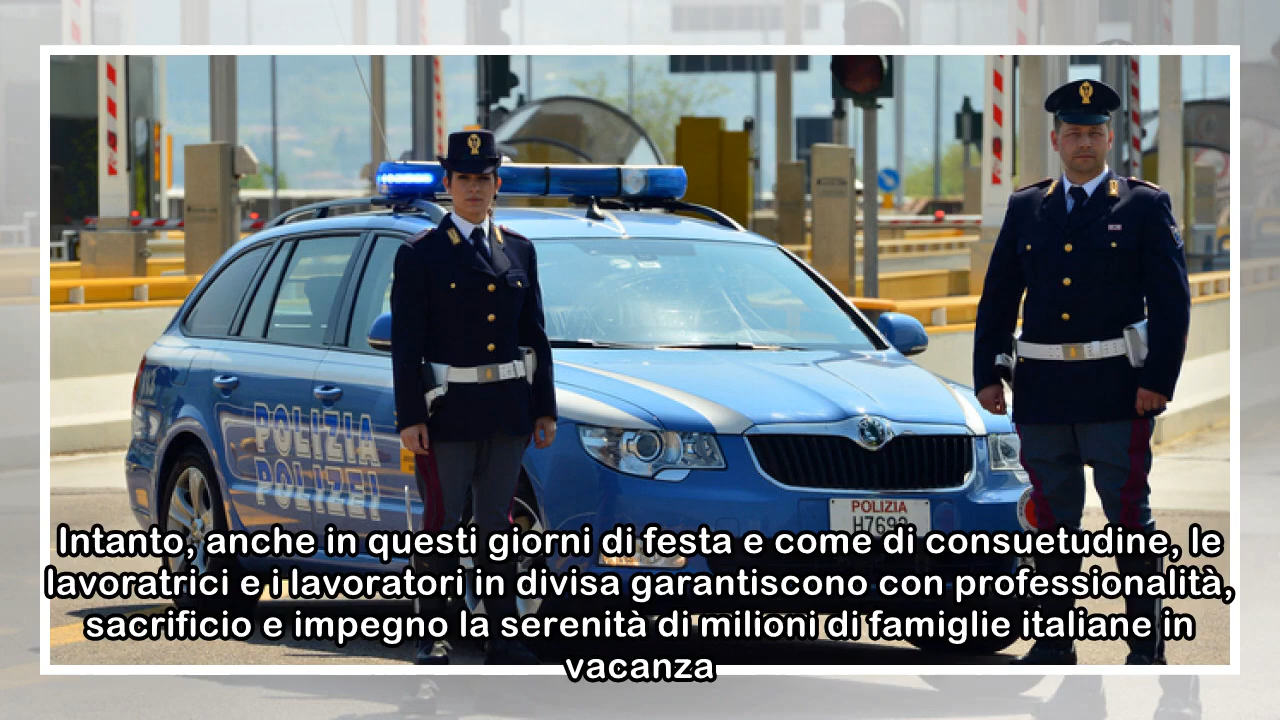 POLIZIA
POLIZEI
POLIZIA
Intanto, anche in questi giorni di festa e come di consuetudine, le
lavoratrici e i lavoratori in divisa garantiscono con professionalità,
sacrificio e impegno la serenità di milioni di famiglie italiane in
vacanza